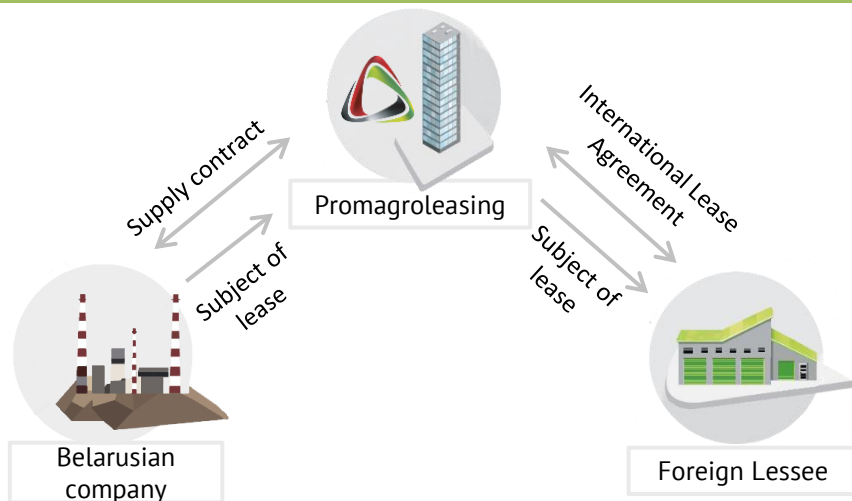 Supply contract
Subject of
lease
Promagroleasing
International Lease
Agreement
Subject of
lease
Belarusian
company
Foreign Lessee